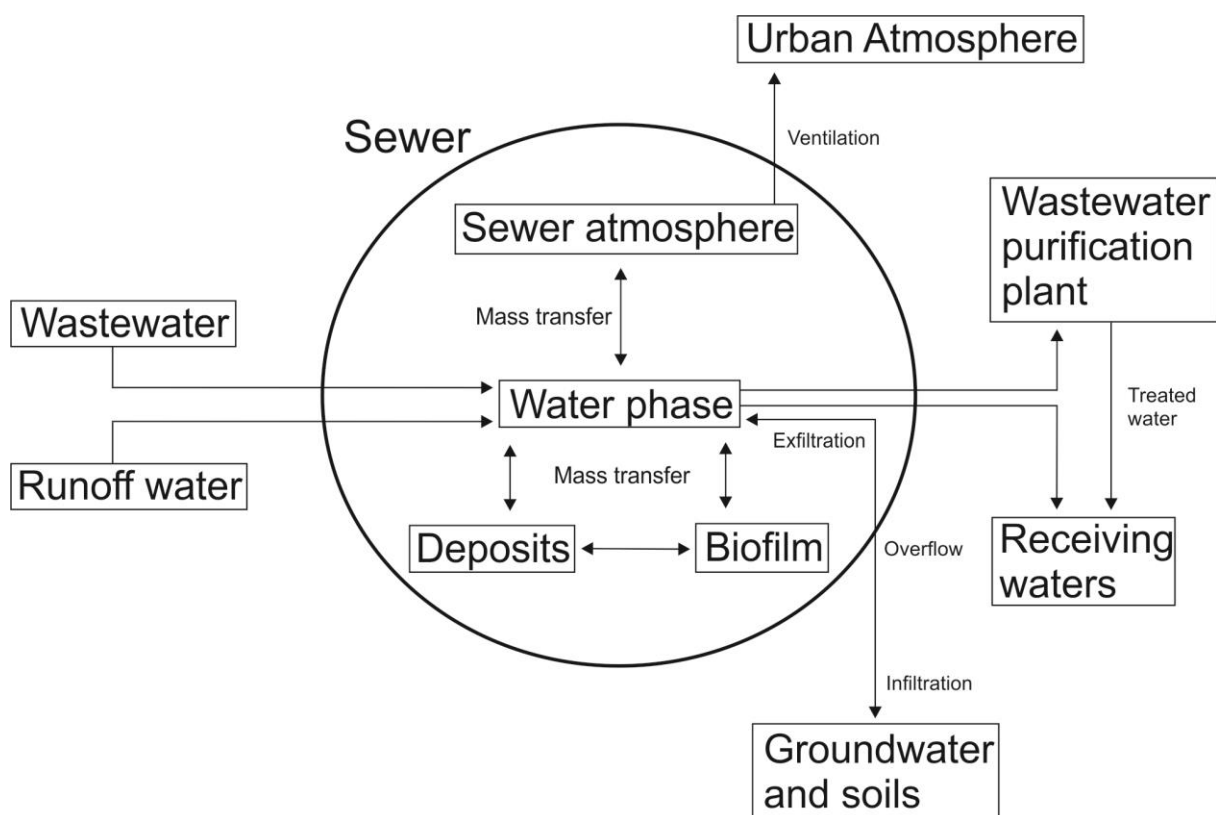 Urban Atmosphere
Ventilation
Sewer
Sewer atmosphere
Wastewater
purification
plant
Mass transfer
Wastewater
Water phase
Treated
water
Exfiltration
Runoff water
Mass transfer
Deposits
Biofilm
Overflow
Receiving
waters
Infiltration
Groundwater
and soils